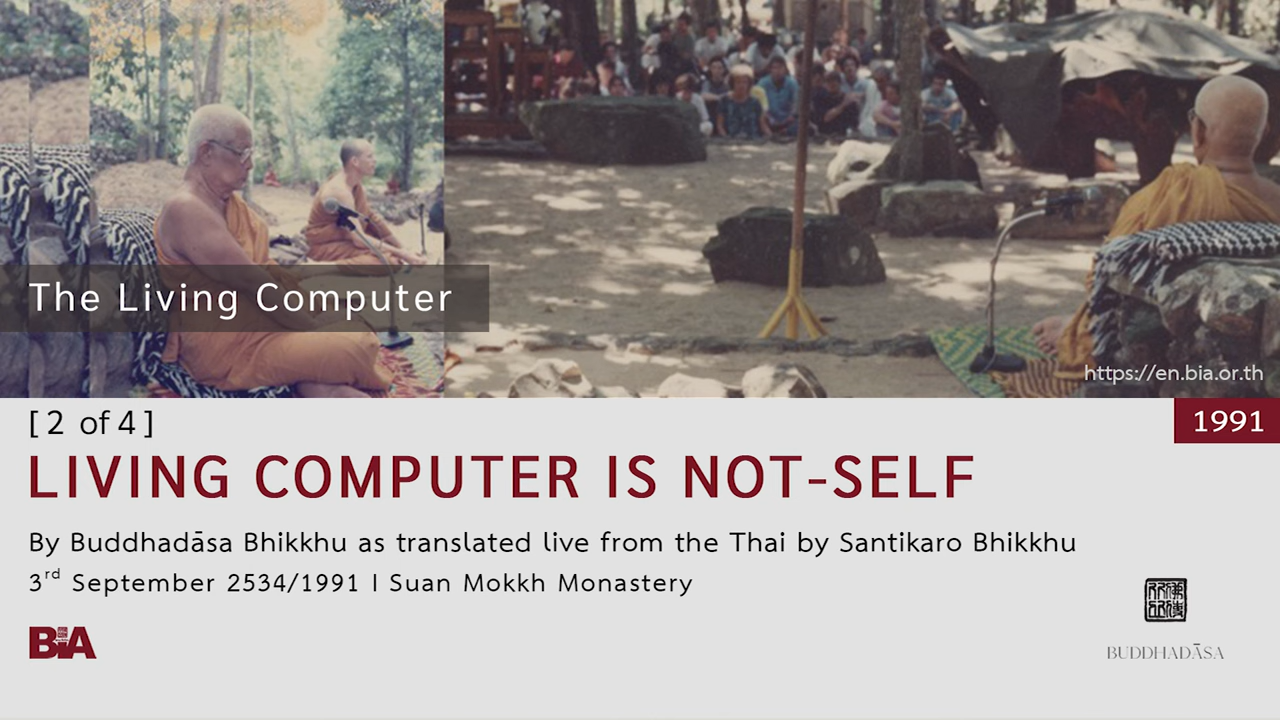 The Living Computer
https://en.bia.or.th
[ 2 of 4 ]
1991
LIVING COMPUTER IS NOT-SELF
By Buddhadāsa Bhikkhu as translated live from the Thai by Santikaro Bhikkhu
3rd September 2534/1991 I Suan Mokkh Monastery
BIA
BUDDHADĀSA